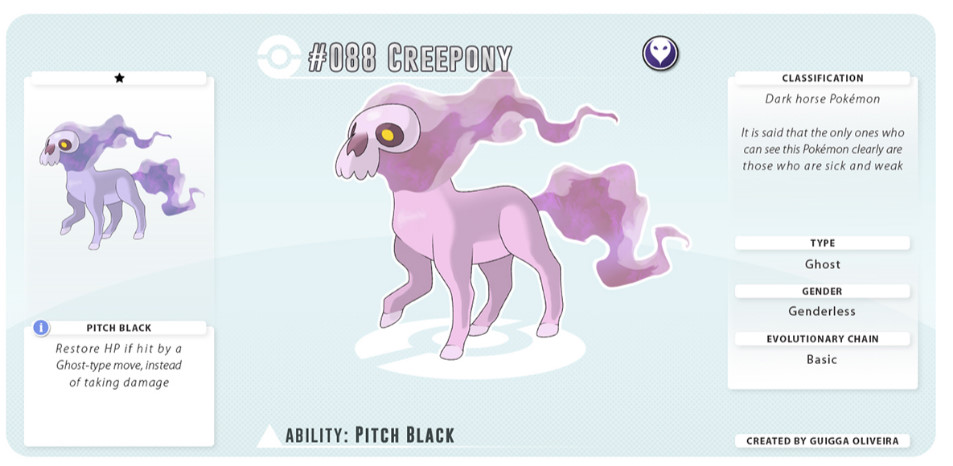 #088 Creepony
★
PITCH BLACK
Restore HP if hit by a
Ghost-type move, instead
of taking damage
ABILITY: PITCH BLACK
CLASSIFICATION
Dark horse Pokémon
It is said that the only ones who
can see this Pokémon clearly are
those who are sick and weak
TYPE
Ghost
GENDER
Genderless
EVOLUTIONARY CHAIN
Basic
CREATED BY GUIGGA OLIVEIRA